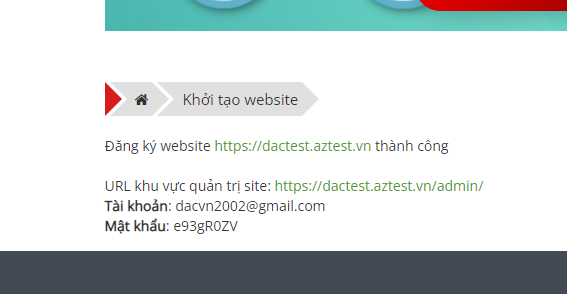 Khởi tạo website
Đăng ký website https://dactest.aztest.vn thành công
URL khu vực quản trị site: https://dactest.aztest.vn/admin/
Tài khoản: dacvn2002@gmail.com
Mật khẩu: e93gR0ZV